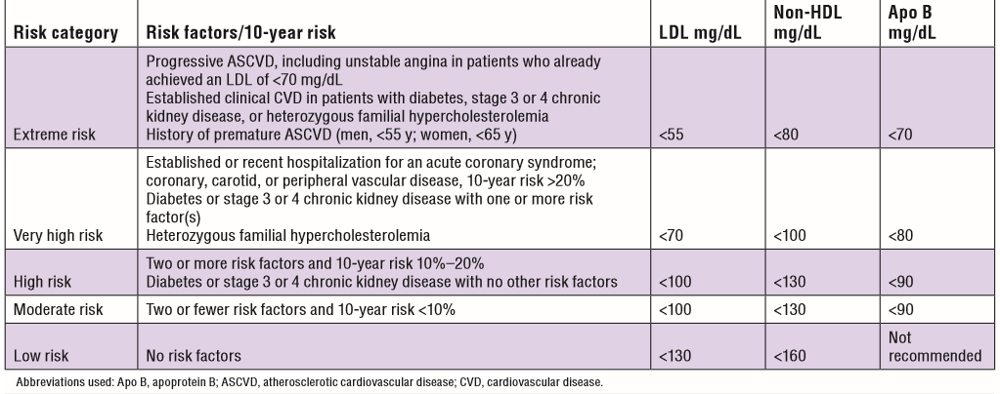 Risk category Risk factors/10-year risk LDL mg/dL Non-HDL mg/dL Apo B mg/dL
Progressive ASCVD, including unstable angina in patients who already
achieved an LDL of <70 mg/dL
Established clinical CVD in patients with diabetes, stage 3 or 4 chronic
kidney disease, or heterozygous familial hypercholesterolemia
Extreme risk History of premature ASCVD (men, <55 y; women, <65 y) <55 <80 <70
Established or recent hospitalization for an acute coronary syndrome;
coronary, carotid, or peripheral vascular disease, 10-year risk >20%
Diabetes or stage 3 or 4 chronic kidney disease with one or more risk
factor(s)
Very high risk Heterozygous familial hypercholesterolemia <70 <100 <80
Two or more risk factors and 10-year risk 10%–20%
High risk Diabetes or stage 3 or 4 chronic kidney disease with no other risk factors <100 <130 <90
Moderate risk Two or fewer risk factors and 10-year risk <10% <100 <130 <90
Low risk No risk factors <130 <160 Not recommended
Abbreviations used: Apo B, apoprotein B; ASCVD, atherosclerotic cardiovascular disease; CVD, cardiovascular disease.